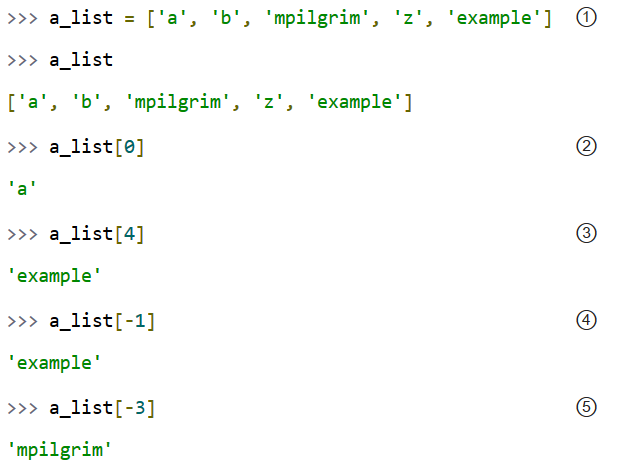 >>> a_list = ['a', 'b', 'mpilgrim', 'z', 'example'] ①
>>> a_list
['a', 'b', 'mpilgrim', 'z', 'example']
>>> a_list[0] ②
'a'
>>> a_list[4] ③
'example'
>>> a_list[-1] ④
'example'
>>> a_list[-3] ⑤
'mpilgrim'